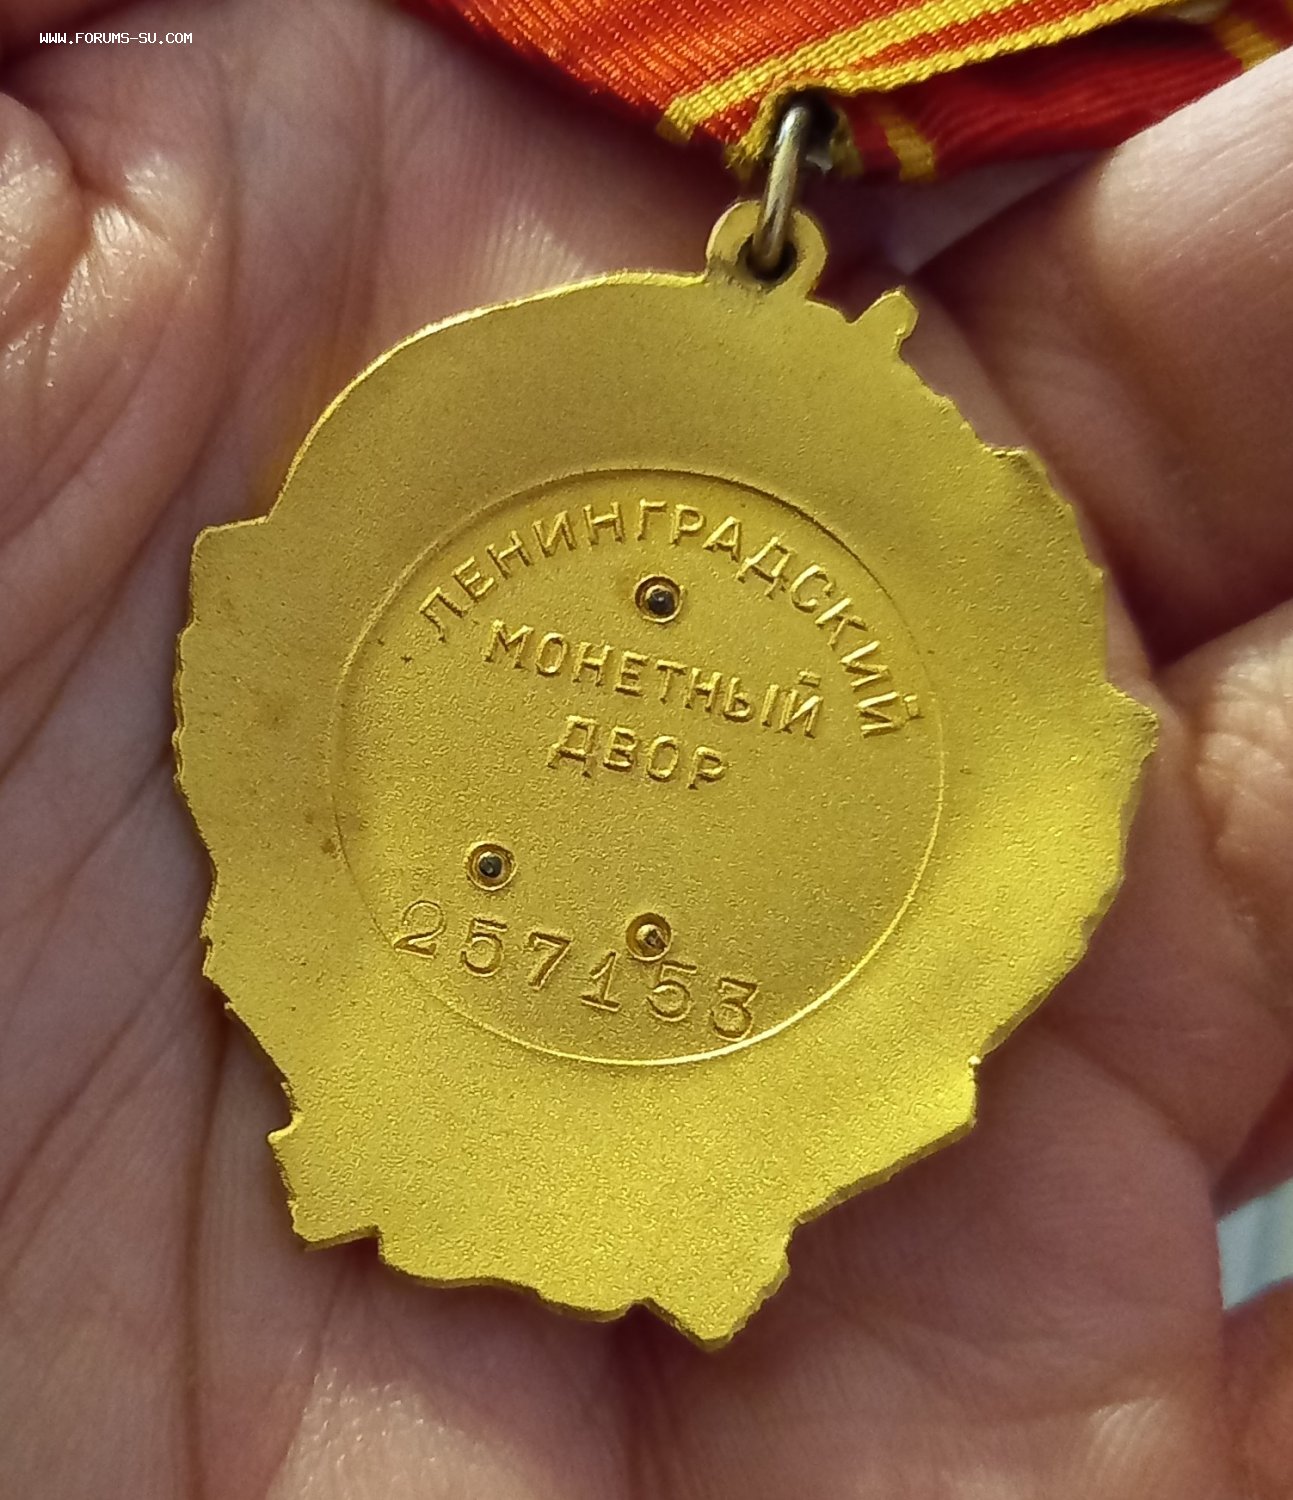 WWW.FORUMS-SU.COM
ЛЕНИНГРАДСКИЙ
МОНЕТНЫЙ
ДВОР
257153